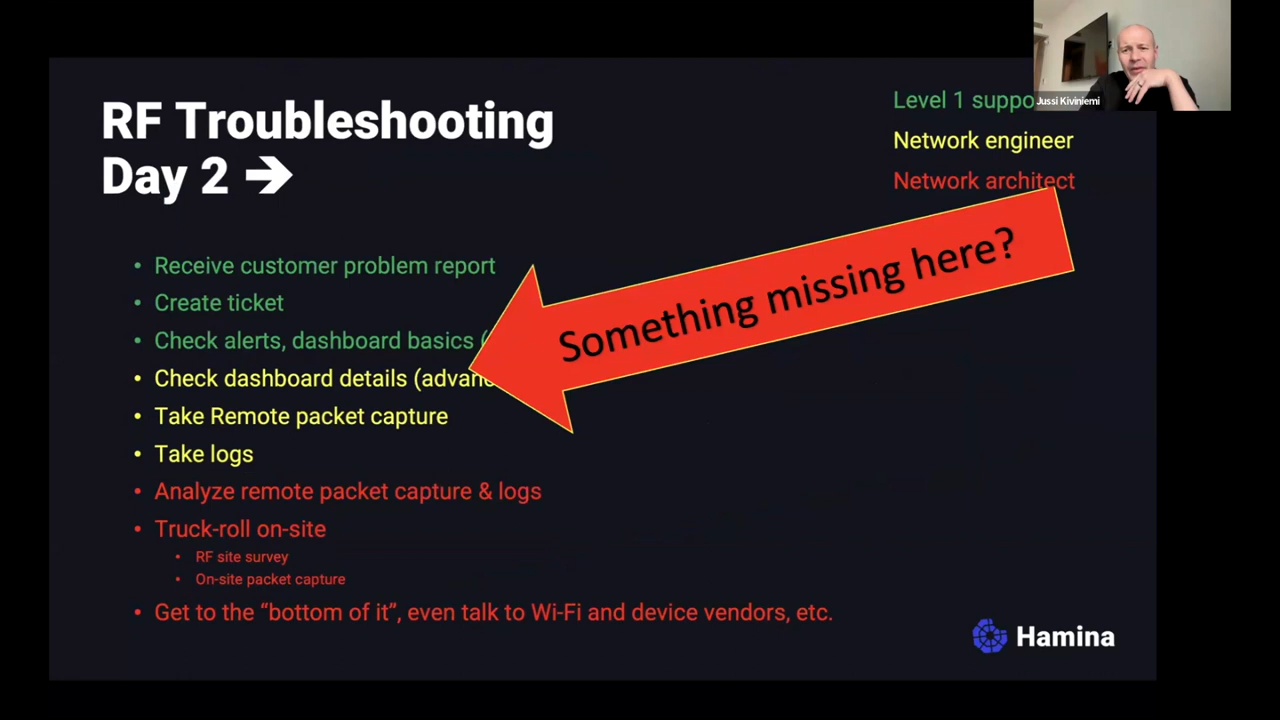 RF Troubleshooting
Day 2 ➔
Jussi Kiviniemi
Level 1 suppo
Network engineer
Network architect
Something missing here?
• Receive customer problem report
• Create ticket
• Check alerts, dashboard basics (
• Check dashboard details (advanc
• Take Remote packet capture
• Take logs
• Analyze remote packet capture & logs
• Truck-roll on-site
• RF site survey
• On-site packet capture
• Get to the “bottom of it”, even talk to Wi-Fi and device vendors, etc.
Hamina